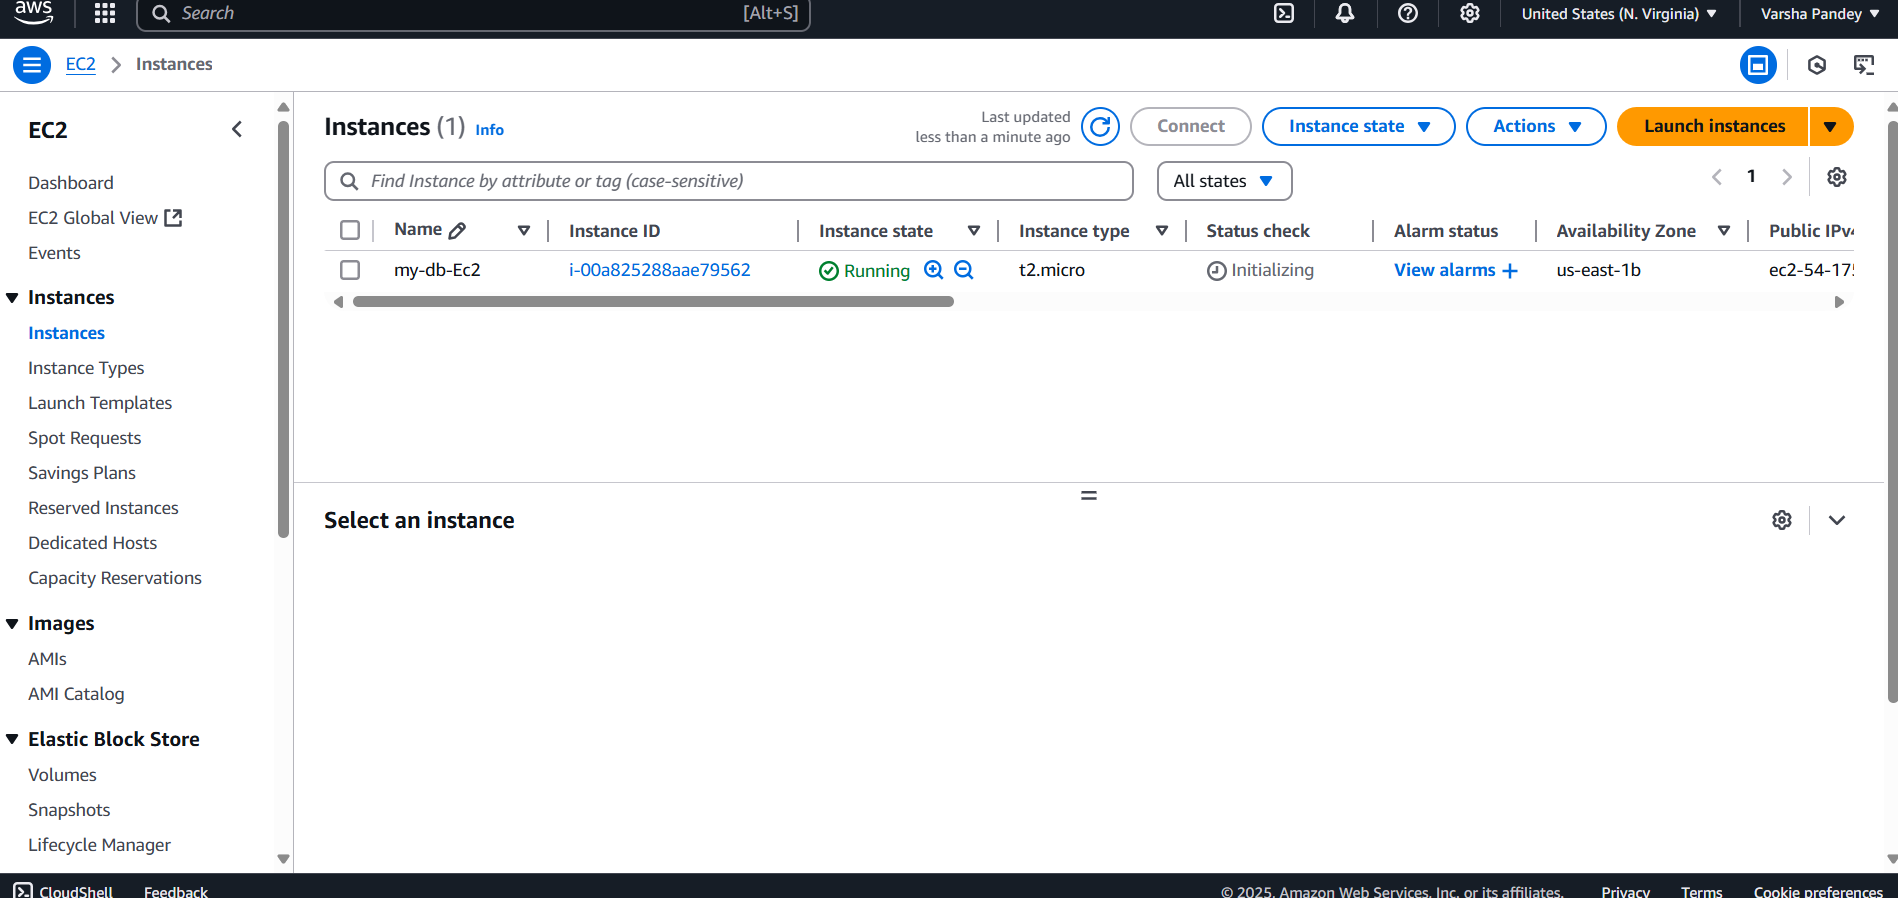 aws
Search [Alt+S]
United States (N. Virginia) Varsha Pandey
EC2 Instances
EC2
Dashboard
EC2 Global View
Events
Instances
Instances
Instance Types
Launch Templates
Spot Requests
Savings Plans
Reserved Instances
Dedicated Hosts
Capacity Reservations
Images
AMIs
AMI Catalog
Elastic Block Store
Volumes
Snapshots
Lifecycle Manager
Instances (1) Info
Last updated
less than a minute ago
Connect Instance state Actions Launch instances
Find Instance by attribute or tag (case-sensitive) All states 1
Name Instance ID Instance state Instance type Status check Alarm status Availability Zone Public IPv4
my-db-Ec2 i-00a825288aae79562 Running t2.micro Initializing View alarms + us-east-1b ec2-54-175
Select an instance
CloudShell Feedback © 2025, Amazon Web Services, Inc. or its affiliates. Privacy Terms Cookie preferences